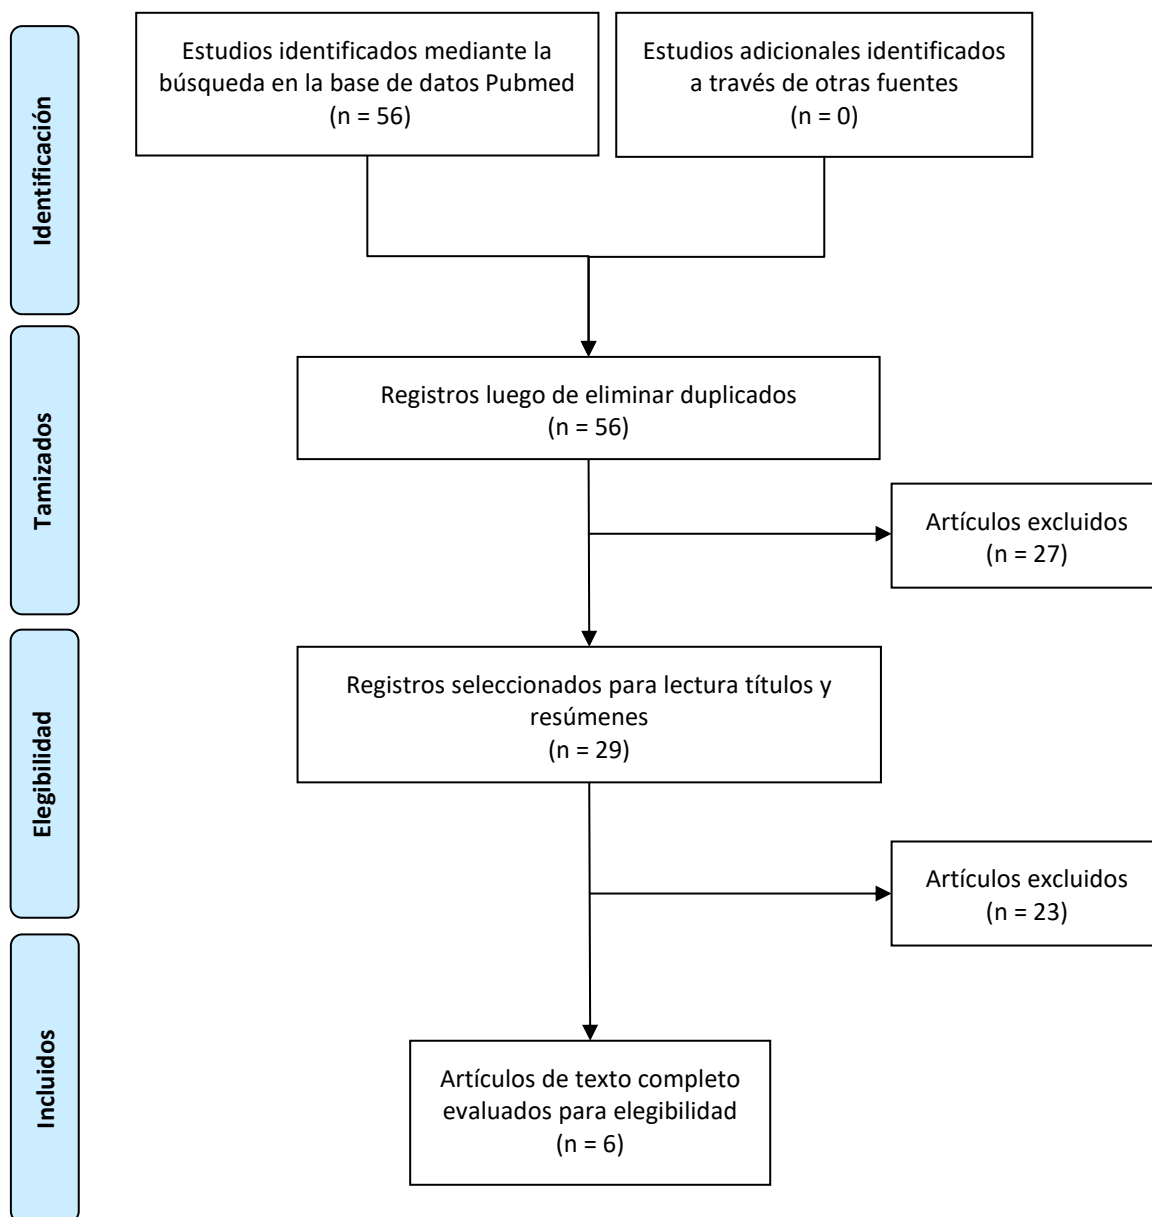 Identificación
Estudios identificados mediante la
búsqueda en la base de datos Pubmed
(n = 56)
Estudios adicionales identificados
a través de otras fuentes
(n = 0)
Tamizados
Registros luego de eliminar duplicados
(n = 56)
Artículos excluidos
(n = 27)
Elegibilidad
Registros seleccionados para lectura títulos y
resúmenes
(n = 29)
Artículos excluidos
(n = 23)
Incluidos
Artículos de texto completo
evaluados para elegibilidad
(n = 6)